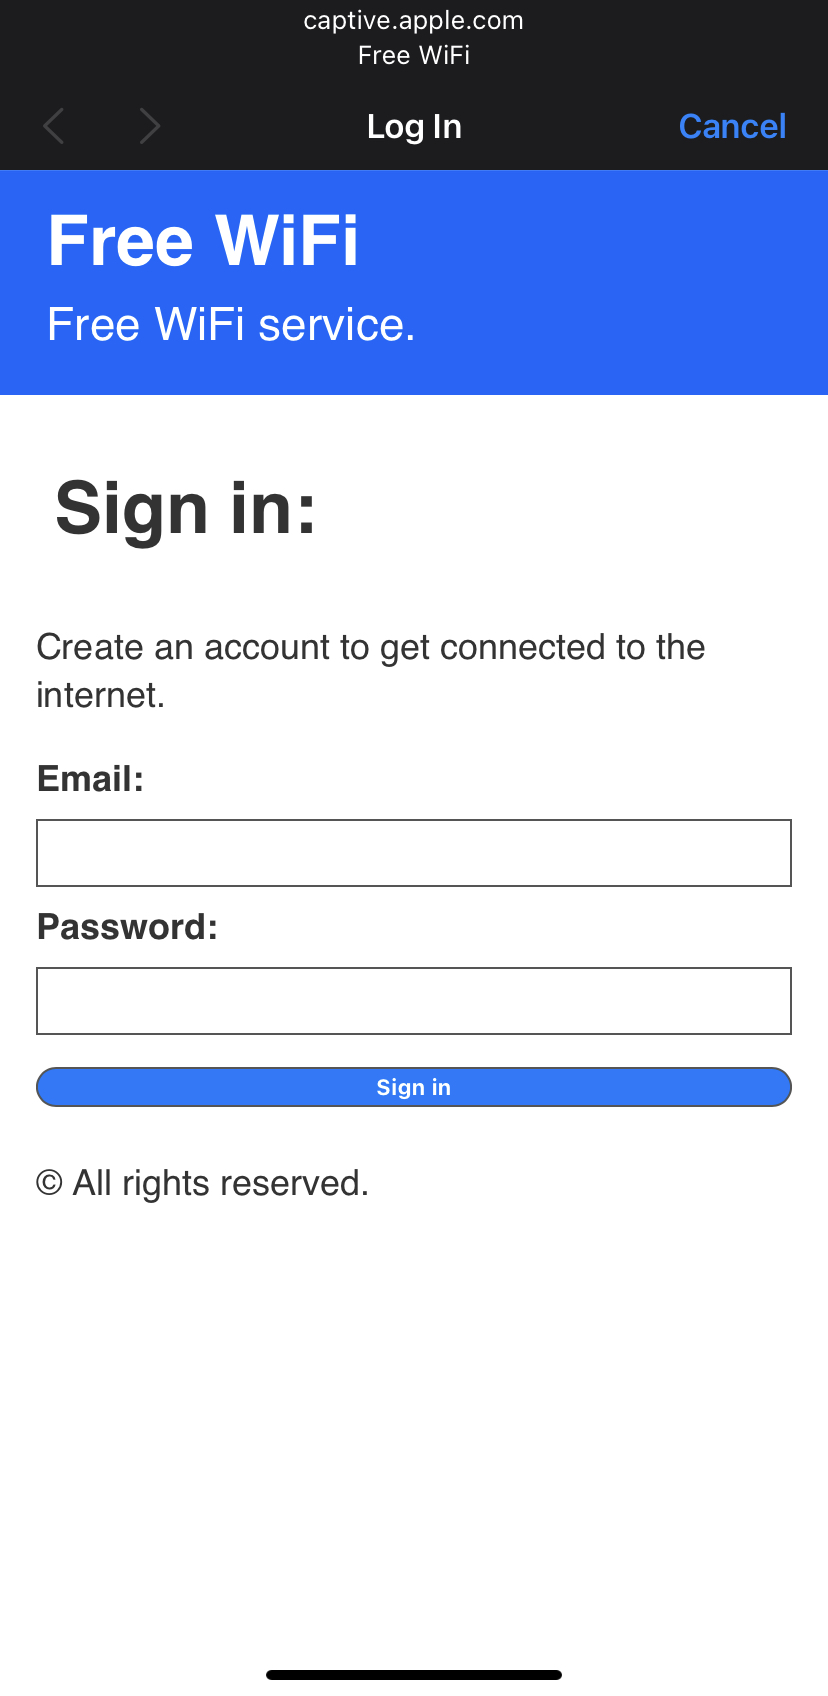 captive.apple.com
Free WiFi
Log In
Cancel
Free WiFi
Free WiFi service.
Sign in:
Create an account to get connected to the
internet.
Email:
Password:
Sign in
© All rights reserved.